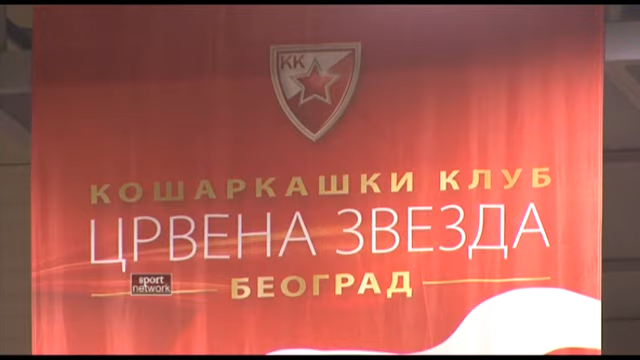 КК
КОШАРКАШКИ КЛУБ
ЦРВЕНА ЗВЕЗДА
БЕОГРАД
sport
network